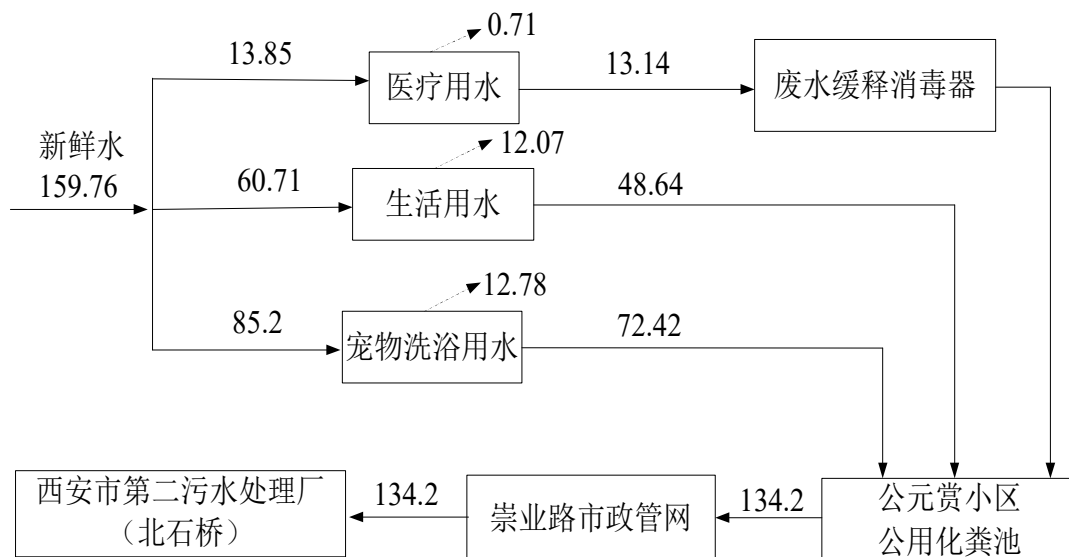 0.71
13.85
医疗用水
13.14
废水缓释消毒器
新鲜水
159.76
12.07
60.71
生活用水
48.64
12.78
85.2
宠物洗浴用水
72.42
西安市第二污水处理厂
（北石桥）
134.2
崇业路市政管网
134.2
公元赏小区
公用化粪池